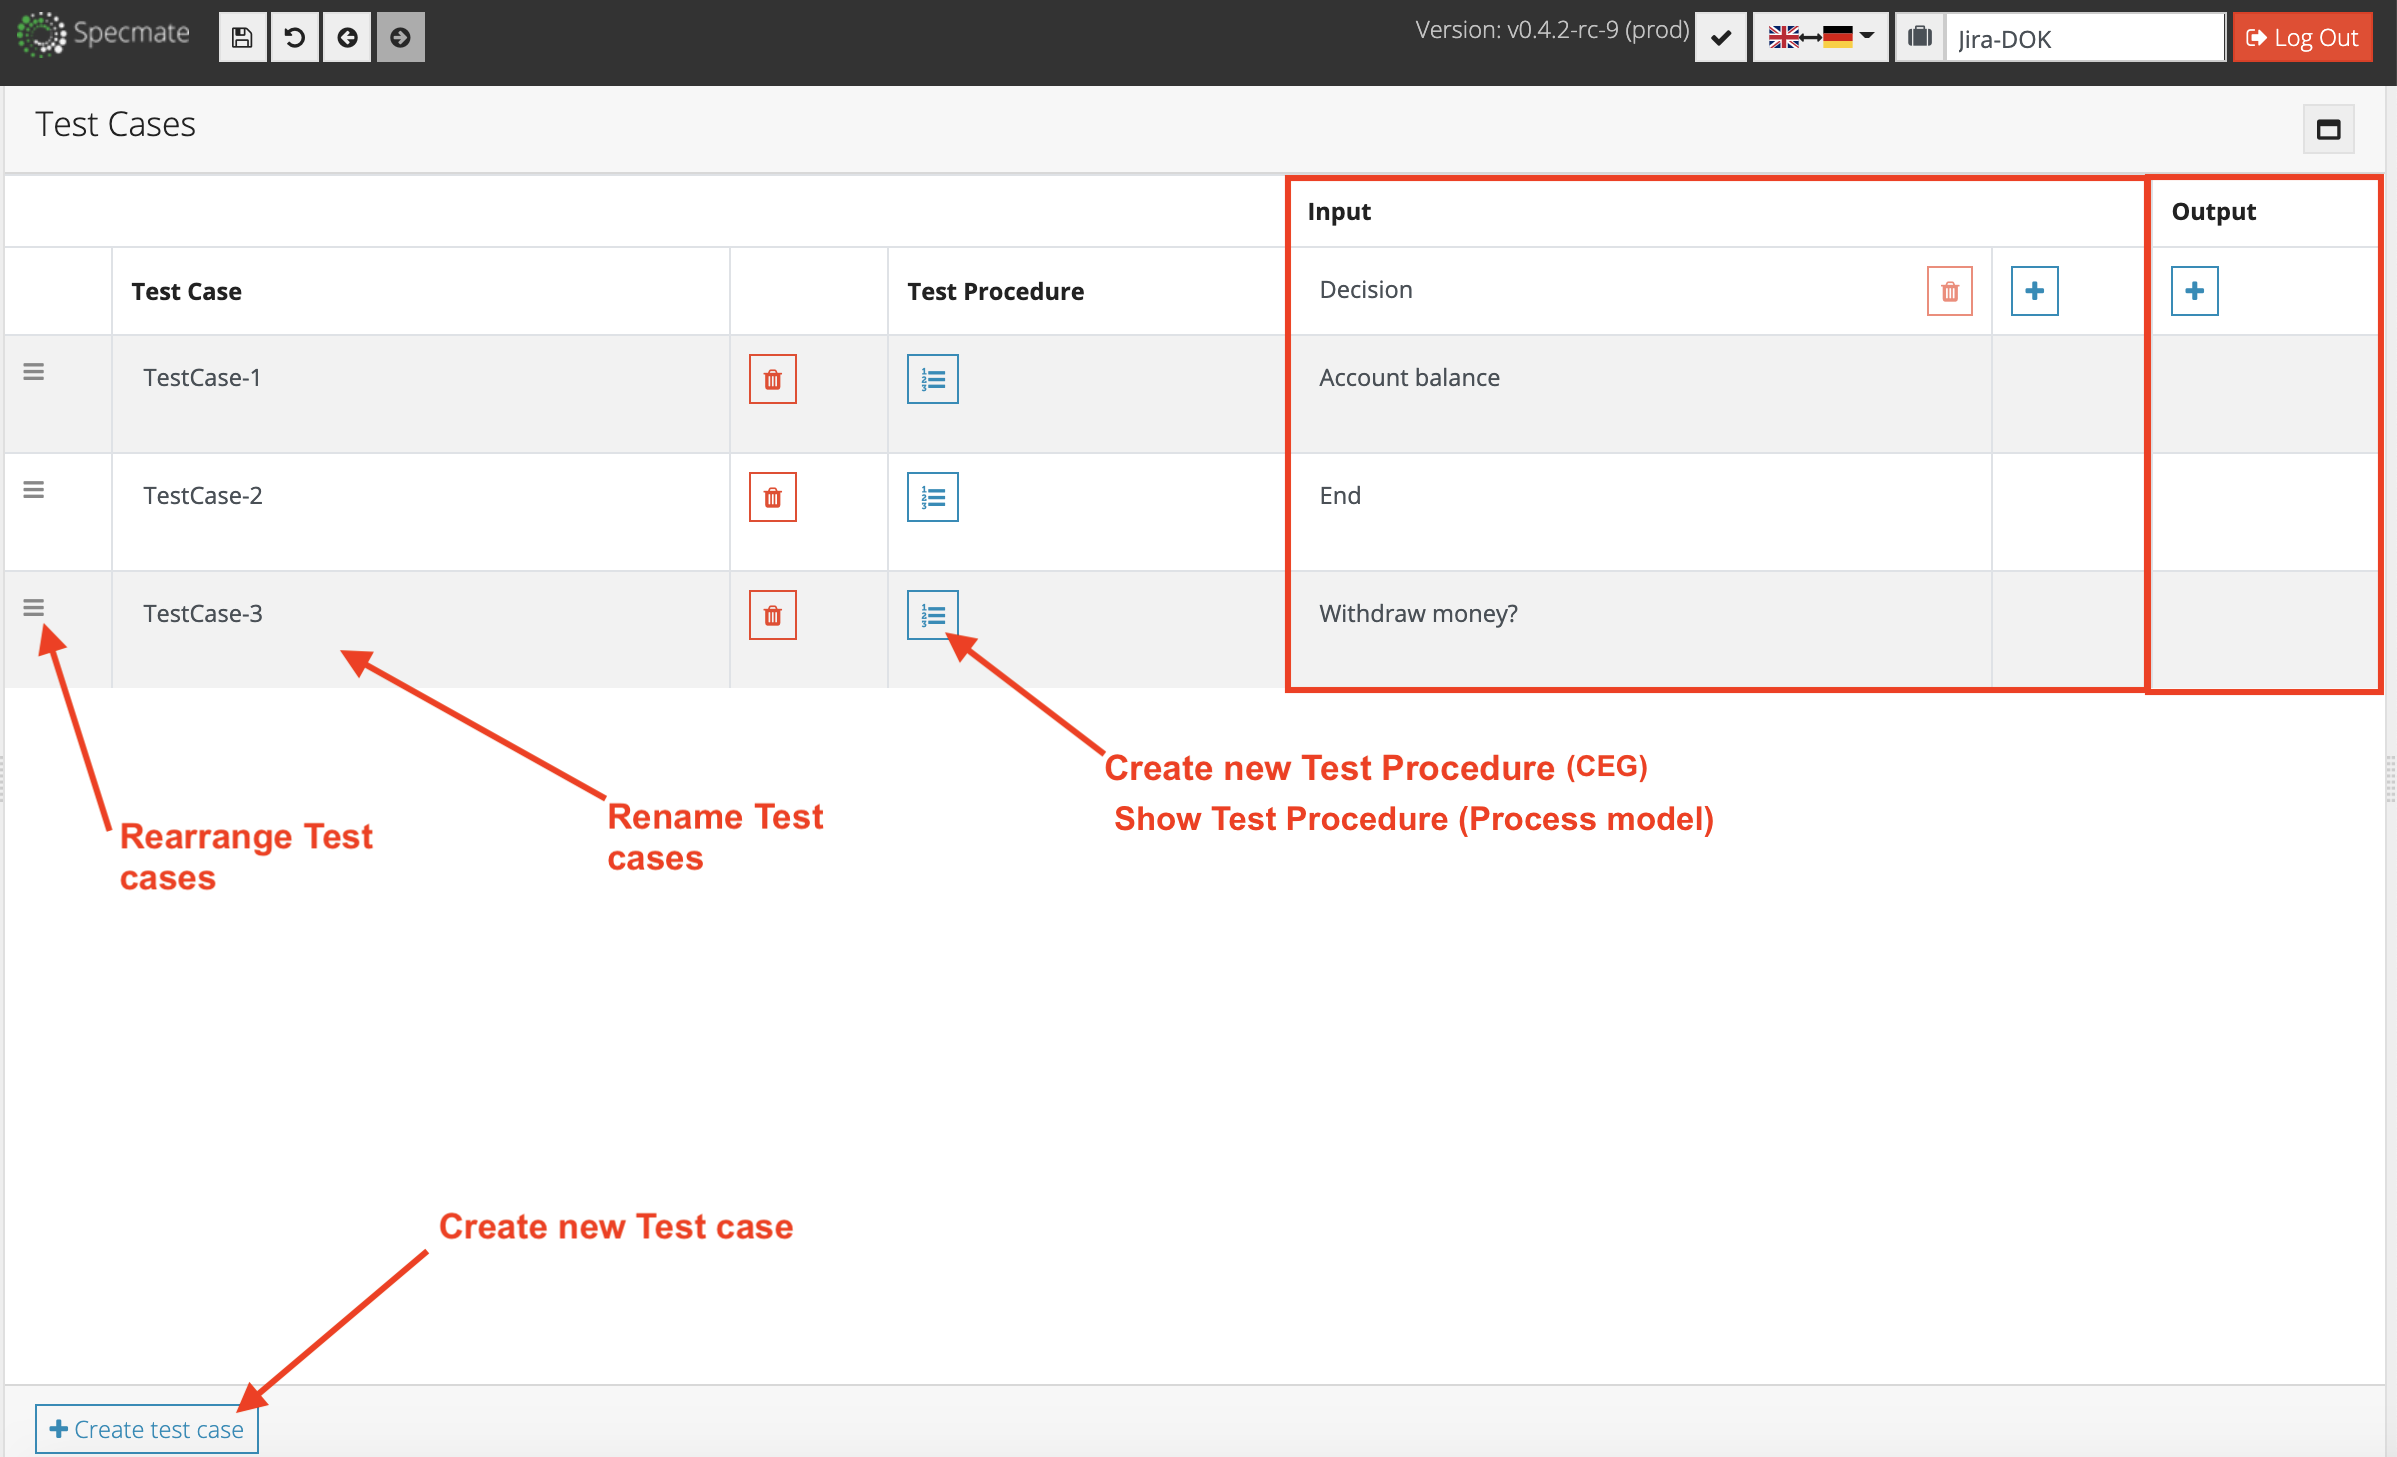 Specmate
Version: v0.4.2-rc-9 (prod)
Jira-DOK
Log Out
Test Cases
Input
Output
Test Case
Test Procedure
Decision
TestCase-1
Account balance
TestCase-2
End
TestCase-3
Withdraw money?
Create new Test Procedure (CEG)
Show Test Procedure (Process model)
Rename Test
cases
Rearrange Test
cases
Create new Test case
Create test case